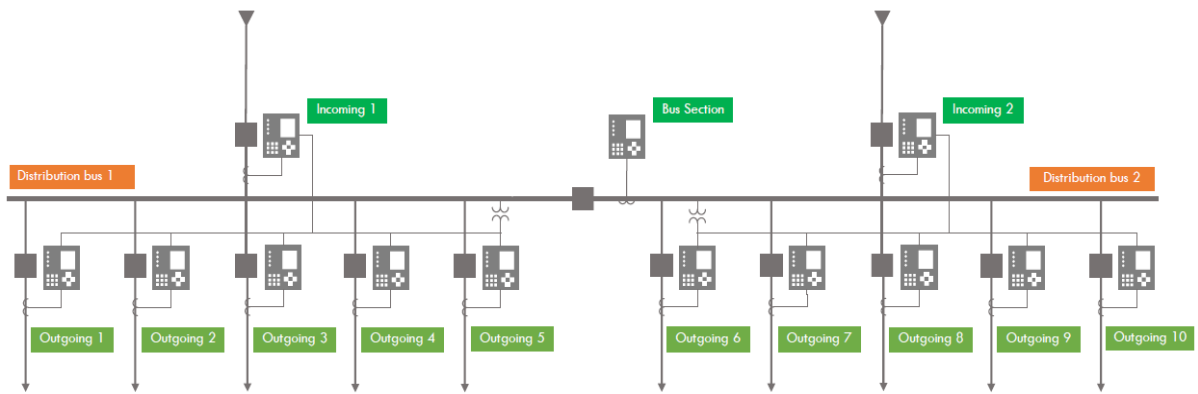 Incoming 1
Bus Section
Incoming 2
Distribution bus 1
Distribution bus 2
Outgoing 1
Outgoing 2
Outgoing 3
Outgoing 4
Outgoing 5
Outgoing 6
Outgoing 7
Outgoing 8
Outgoing 9
Outgoing 10